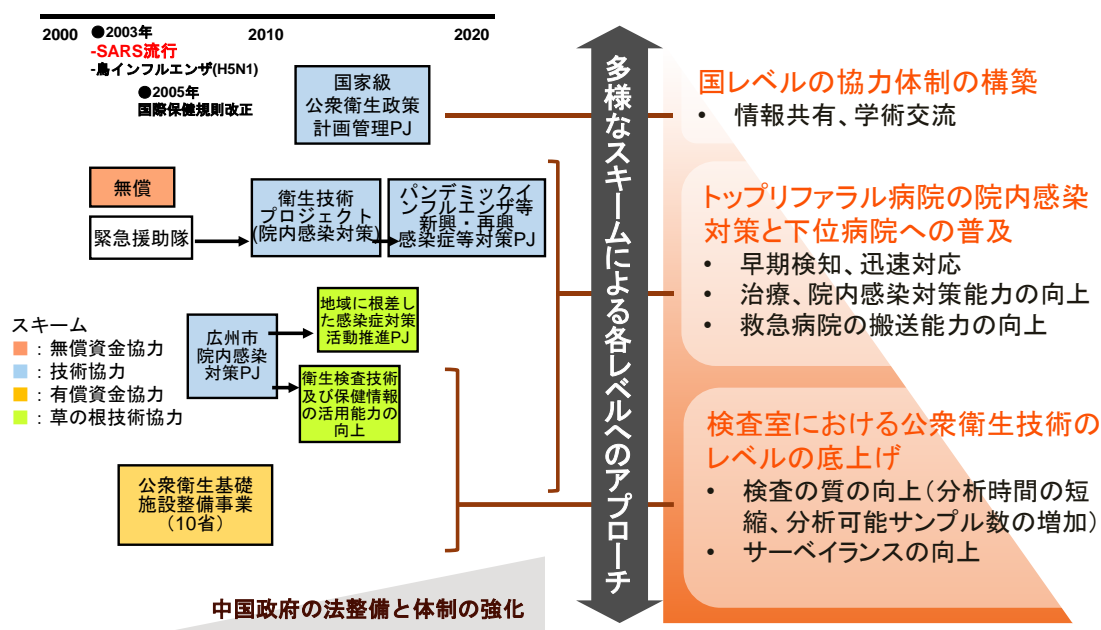 2000
2010
2020
●2003年
-SARS流行
-鳥インフルエンザ(H5N1)
●2005年
国際保健規則改正
国家級
公衆衛生政策
計画管理PJ
無償
緊急援助隊
衛生技術
プロジェクト
(院内感染対策)
パンデミックイ
ンフルエンザ等
新興・再興
感染症等対策PJ
広州市
院内感染
対策PJ
地域に根差し
た感染症対策
活動推進PJ
衛生検査技術
及び保健情報
の活用能力の
向上
公衆衛生基礎
施設整備事業
(10省)
スキーム
:無償資金協力
:技術協力
:有償資金協力
:草の根技術協力
中国政府の法整備と体制の強化
多様なスキームによる各レベルへのアプローチ
国レベルの協力体制の構築
• 情報共有、学術交流
トップリファラル病院の院内感染
対策と下位病院への普及
• 早期検知、迅速対応
• 治療、院内感染対策能力の向上
• 救急病院の搬送能力の向上
検査室における公衆衛生技術の
レベルの底上げ
• 検査の質の向上(分析時間の短
縮、分析可能サンプル数の増加)
• サーベイランスの向上